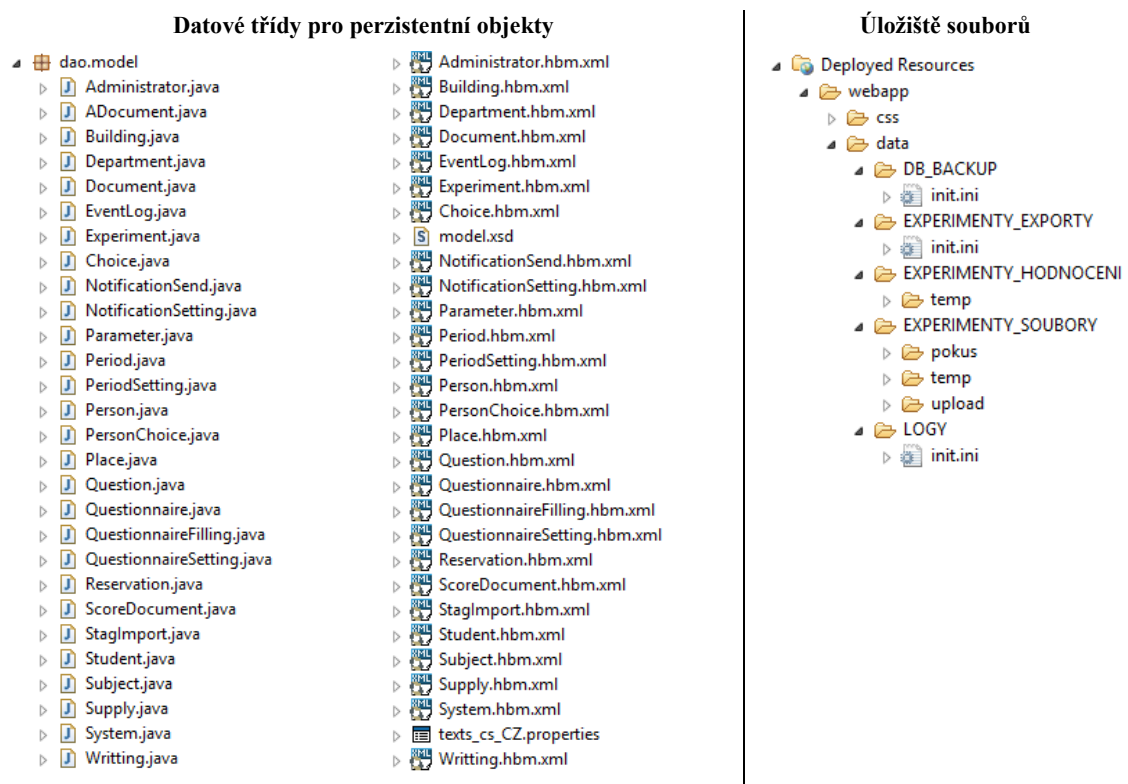 Datové třídy pro perzistentní objekty
dao.model
Administrator.java
ADocument.java
Building.java
Department.java
Document.java
EventLog.java
Experiment.java
Choice.java
NotificationSend.java
NotificationSetting.java
Parameter.java
Period.java
PeriodSetting.java
Person.java
PersonChoice.java
Place.java
Question.java
Questionnaire.java
QuestionnaireFilling.java
QuestionnaireSetting.java
Reservation.java
ScoreDocument.java
StagImport.java
Student.java
Subject.java
Supply.java
System.java
Writting.java
Administrator.hbm.xml
Building.hbm.xml
Department.hbm.xml
Document.hbm.xml
EventLog.hbm.xml
Experiment.hbm.xml
Choice.hbm.xml
model.xsd
NotificationSend.hbm.xml
NotificationSetting.hbm.xml
Parameter.hbm.xml
Period.hbm.xml
PeriodSetting.hbm.xml
Person.hbm.xml
PersonChoice.hbm.xml
Place.hbm.xml
Question.hbm.xml
Questionnaire.hbm.xml
QuestionnaireFilling.hbm.xml
QuestionnaireSetting.hbm.xml
Reservation.hbm.xml
ScoreDocument.hbm.xml
StagImport.hbm.xml
Student.hbm.xml
Subject.hbm.xml
Supply.hbm.xml
System.hbm.xml
texts_cs_CZ.properties
Writting.hbm.xml
Úložiště souborů
Deployed Resources
webapp
css
data
DB_BACKUP
init.ini
EXPERIMENTY_EXPORTY
init.ini
EXPERIMENTY_HODNOCENI
temp
EXPERIMENTY_SOUBORY
pokus
temp
upload
LOGY
init.ini